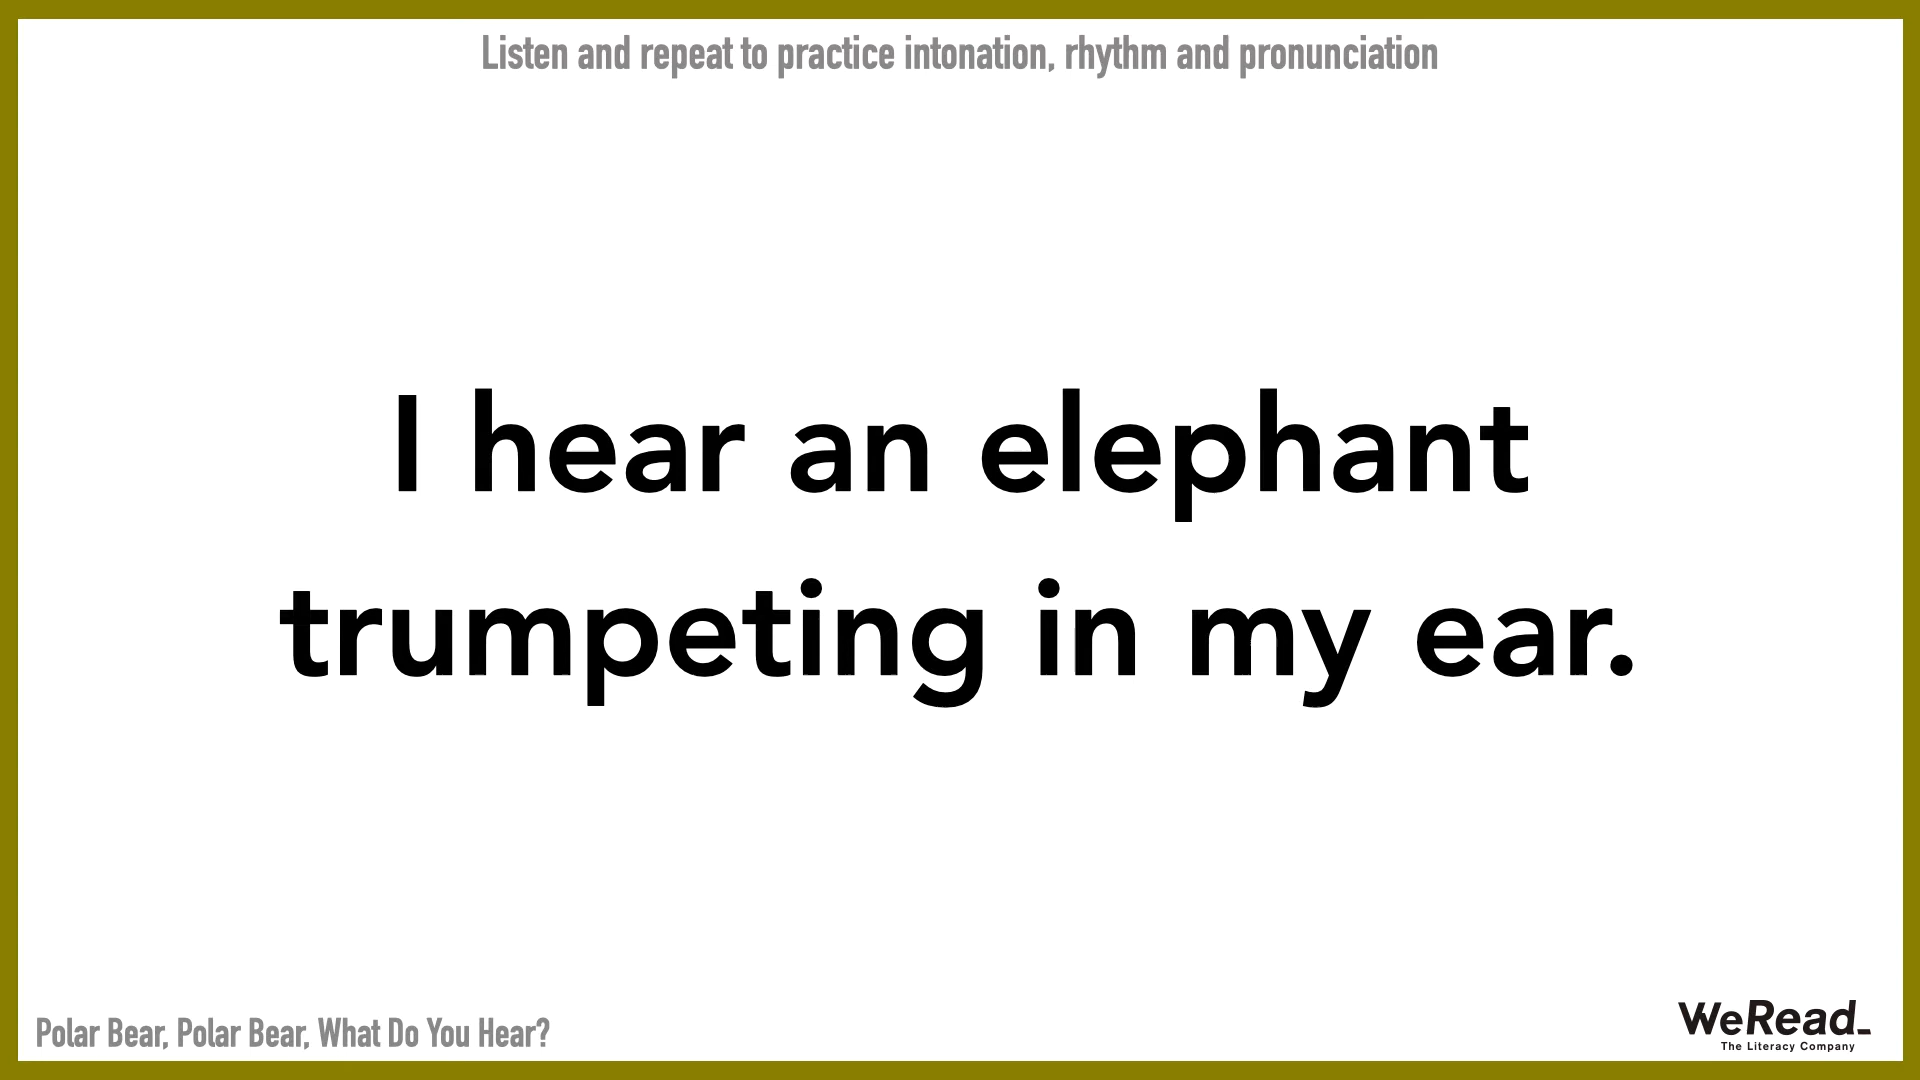 Listen and repeat to practice intonation, rhythm and pronunciation
I hear an elephant
trumpeting in my ear.
Polar Bear, Polar Bear, What Do You Hear?
WeRead_
The Literacy Company